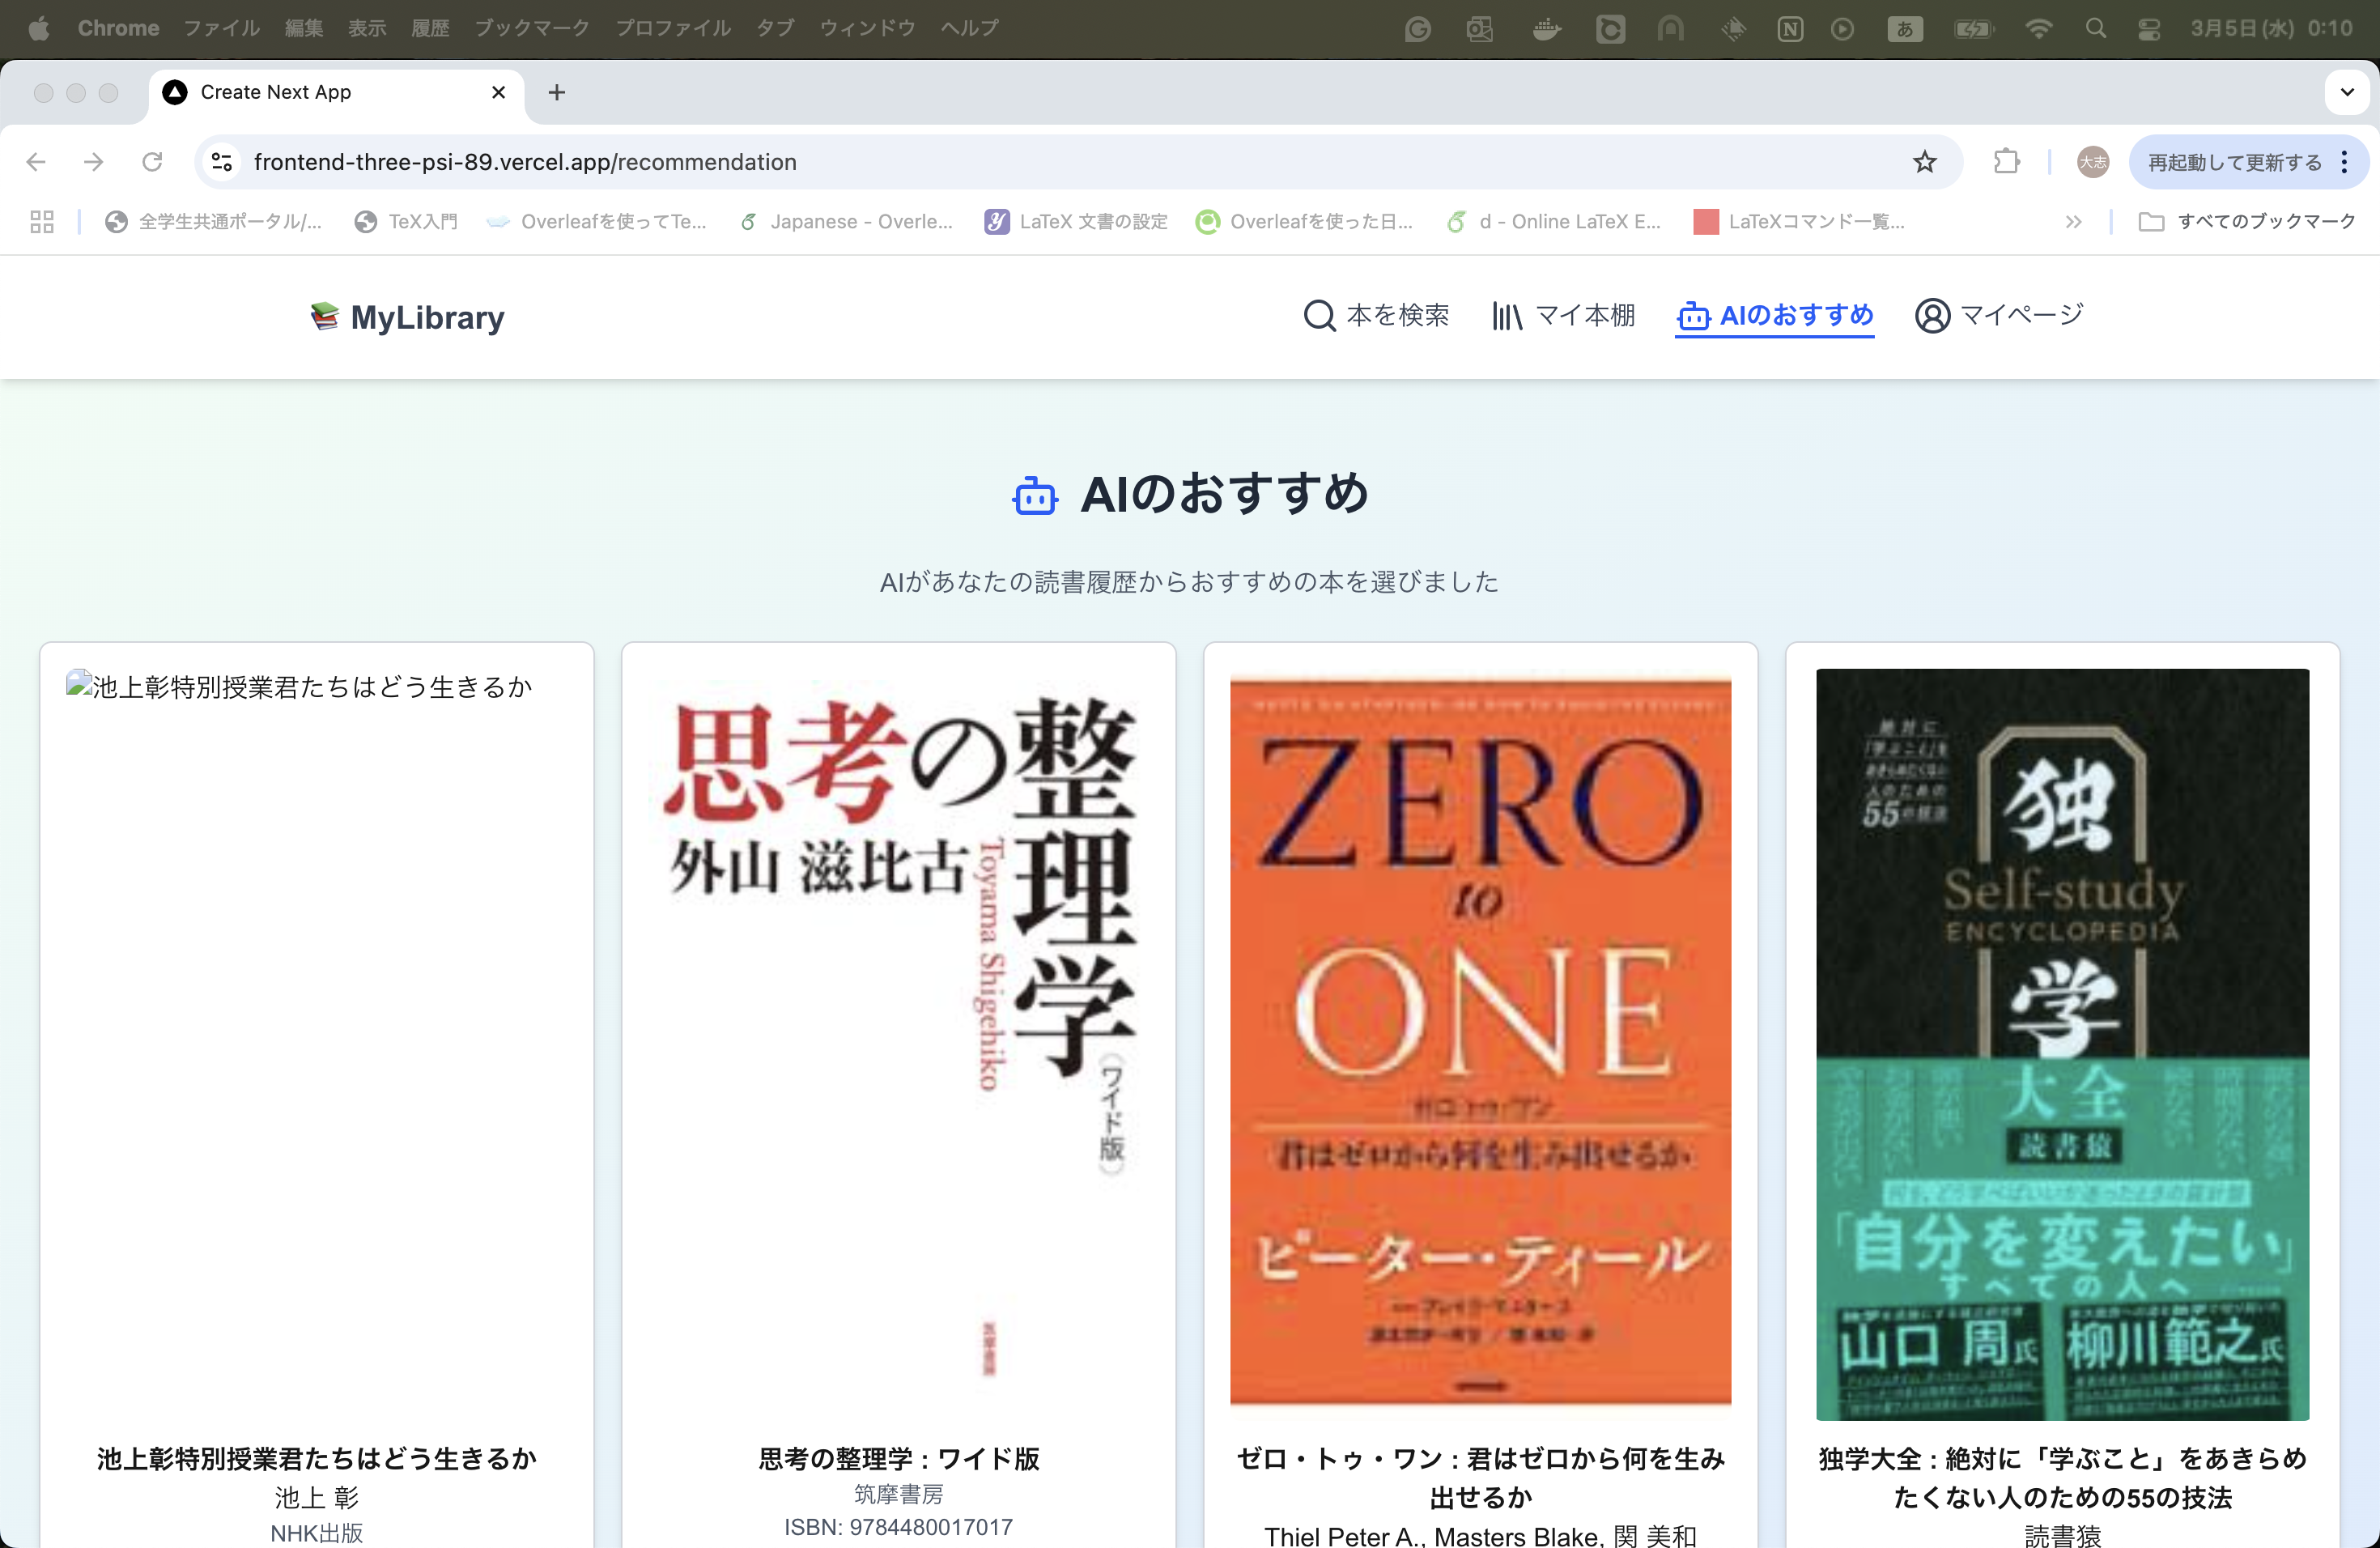 Chrome ファイル 編集 表示 履歴 ブックマーク プロファイル タブ ウィンドウ ヘルプ あ 3月5日(水) 0:10
Create Next App
frontend-three-psi-89.vercel.app/recommendation
大志
再起動して更新する
全学生共通ポータル/... TeX入門 Overleafを使ってTe... Japanese - Overle... LaTeX 文書の設定 Overleafを使った日... d - Online LaTeX E... LaTeXコマンド一覧... すべてのブックマーク
MyLibrary
本を検索 マイ本棚 AIのおすすめ マイページ
AIのおすすめ
AIがあなたの読書履歴からおすすめの本を選びました
池上彰特別授業君たちはどう生きるか
池上彰特別授業君たちはどう生きるか
池上 彰
NHK出版
思考の整理学
外山 滋比古
Toyama Shigehiko
(ワイド版)
筑摩書房
思考の整理学 : ワイド版
筑摩書房
ISBN: 9784480017017
ZERO
to
ONE
ゼロ・トゥ・ワン
君はゼロから何を生み出せるか
ピーター・ティール
ゼロ・トゥ・ワン : 君はゼロから何を生み
出せるか
Thiel Peter A., Masters Blake, 関 美和
絶対に
「学ぶこと」を
あきらめたくない
人のための
55の技法
独学
Self-study
ENCYCLOPEDIA
大全
読書猿
「自分を変えたい」
すべての人へ
山口 周氏
柳川範之氏
独学大全 : 絶対に「学ぶこと」をあきらめ
たくない人のための55の技法
読書猿